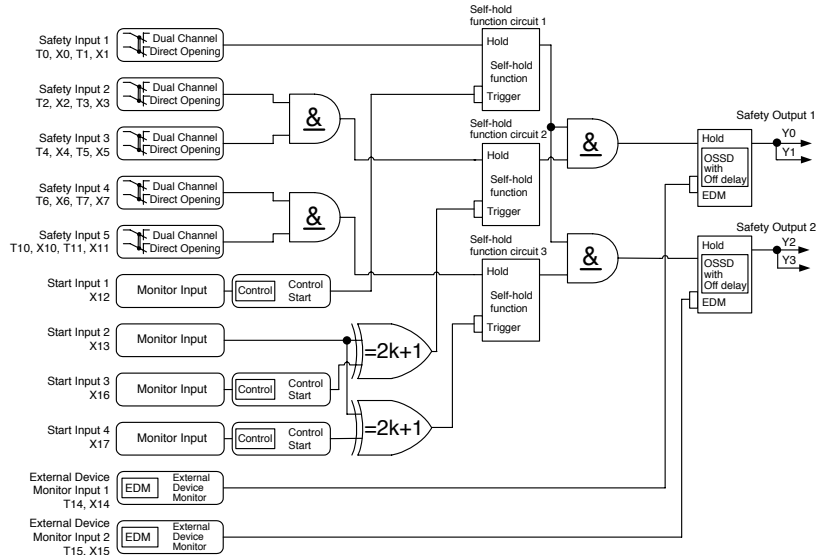 Self-hold
function circuit 1
Safety Input 1
T0, X0, T1, X1
Dual Channel
Direct Opening
Hold
Self-hold
function
Trigger
Safety Input 2
T2, X2, T3, X3
Dual Channel
Direct Opening
&
Safety Input 3
T4, X4, T5, X5
Dual Channel
Direct Opening
Self-hold
function circuit 2
Hold
Self-hold
function
Trigger
&
Safety Output 1
Hold
OSSD
with
Off delay
EDM
Y0
Y1
Safety Input 4
T6, X6, T7, X7
Dual Channel
Direct Opening
&
Safety Input 5
T10, X10, T11, X11
Dual Channel
Direct Opening
Self-hold
function circuit 3
Hold
Self-hold
function
Trigger
&
Safety Output 2
Hold
OSSD
with
Off delay
EDM
Y2
Y3
Start Input 1
X12
Monitor Input
Control
Control
Start
Start Input 2
X13
Monitor Input
=2k+1
Start Input 3
X16
Monitor Input
Control
Control
Start
=2k+1
Start Input 4
X17
Monitor Input
Control
Control
Start
External Device
Monitor Input 1
T14, X14
EDM
External
Device
Monitor
External Device
Monitor Input 2
T15, X15
EDM
External
Device
Monitor